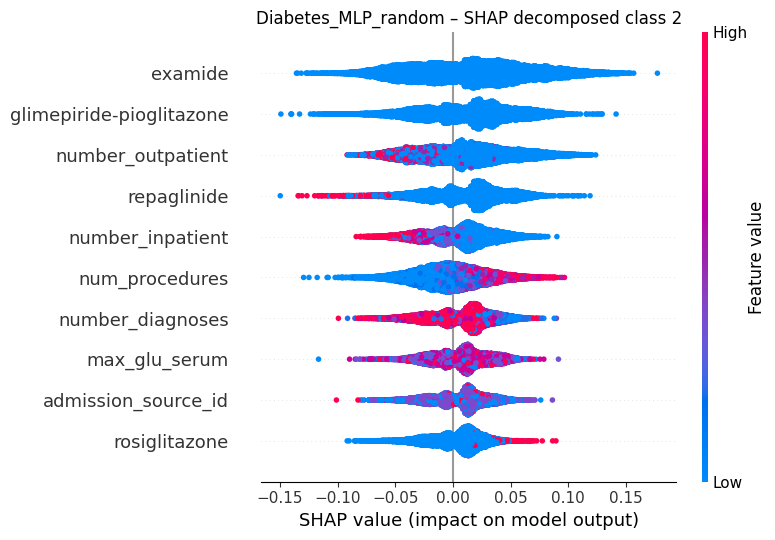 Diabetes_MLP_random – SHAP decomposed class 2
High
examide
glimepiride-pioglitazone
number_outpatient
repaglinide
number_inpatient
num_procedures
number_diagnoses
max_glu_serum
admission_source_id
rosiglitazone
Feature value
Low
−0.15 −0.10 −0.05 0.00 0.05 0.10 0.15
SHAP value (impact on model output)